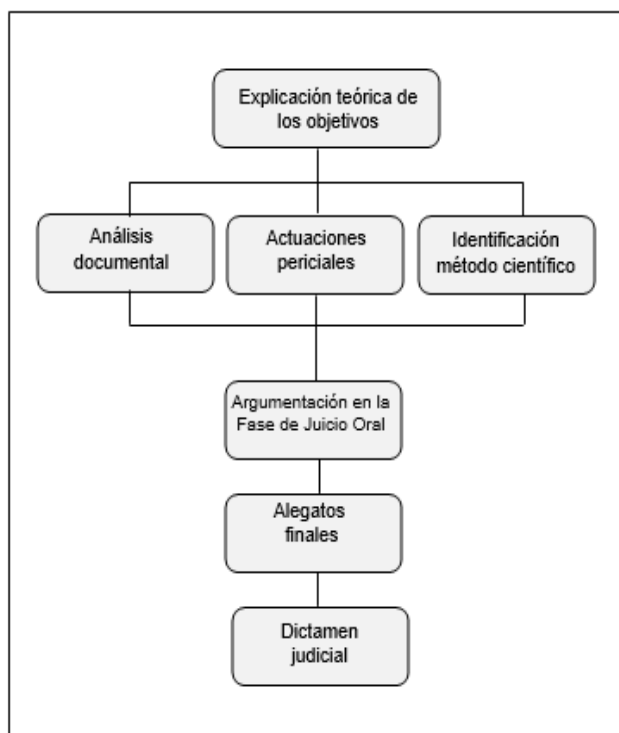 Explicación teórica de
los objetivos
Análisis
documental
Actuaciones
periciales
Identificación
método científico
Argumentación en la
Fase de Juicio Oral
Alegatos
finales
Dictamen
judicial